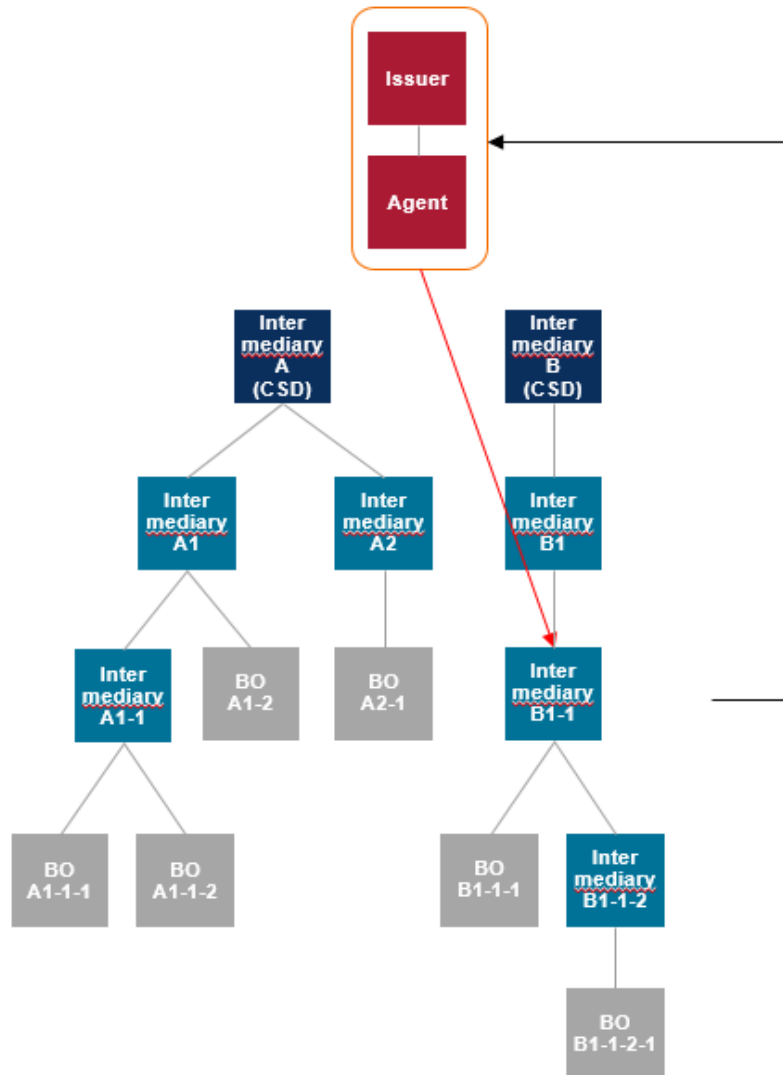 Issuer
Agent
Inter
mediary
A
(CSD)
Inter
mediary
B
(CSD)
Inter
mediary
A1
Inter
mediary
A2
Inter
mediary
B1
Inter
mediary
A1-1
BO
A1-2
BO
A2-1
Inter
mediary
B1-1
BO
A1-1-1
BO
A1-1-2
BO
B1-1-1
Inter
mediary
B1-1-2
BO
B1-1-2-1